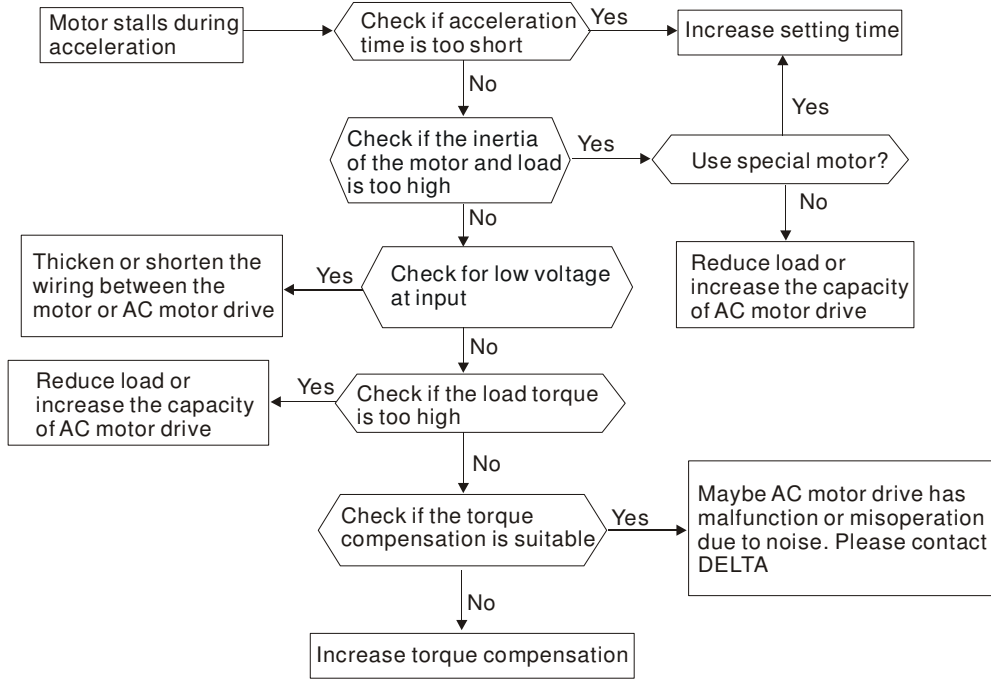 Motor stalls during
acceleration
Check if acceleration
time is too short
Yes
Increase setting time
No
Yes
Check if the inertia
of the motor and load
is too high
Yes
Use special motor?
No
No
Thicken or shorten the
wiring between the
motor or AC motor drive
Yes
Check for low voltage
at input
Reduce load or
increase the capacity
of AC motor drive
No
Reduce load or
increase the capacity
of AC motor drive
Yes
Check if the load torque
is too high
No
Check if the torque
compensation is suitable
Yes
Maybe AC motor drive has
malfunction or misoperation
due to noise. Please contact
DELTA
No
Increase torque compensation